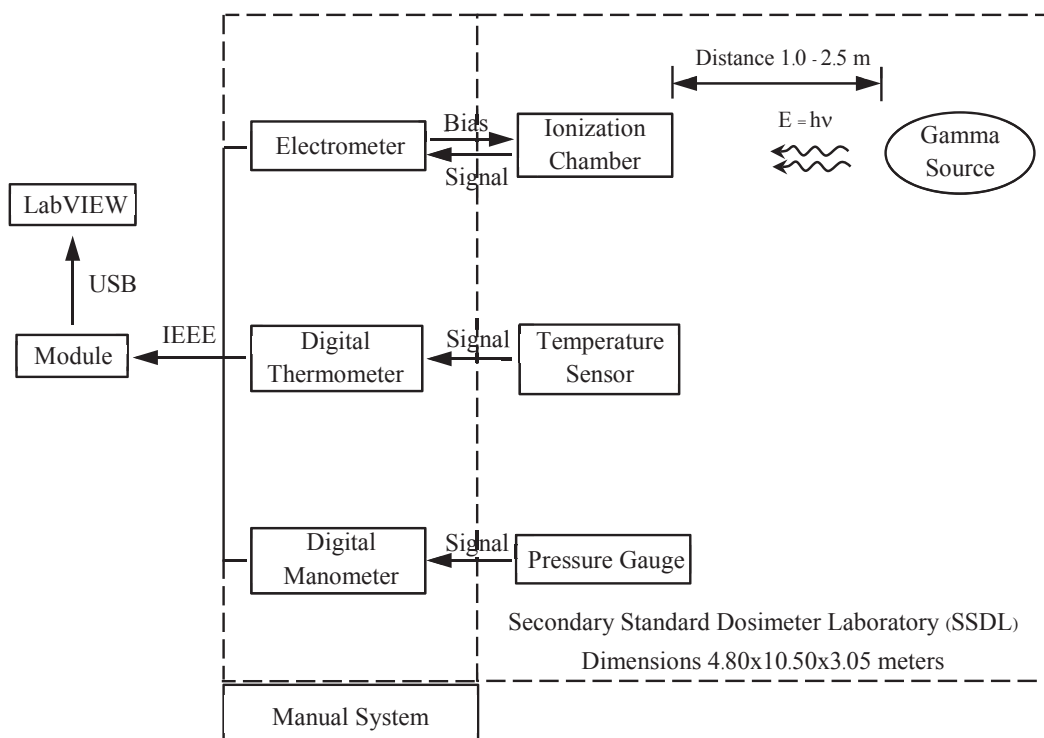 Distance 1.0 - 2.5 m
E = hν
Bias
Electrometer
Ionization
Chamber
Gamma
Source
Signal
LabVIEW
USB
IEEE
Module
Digital
Thermometer
Signal
Temperature
Sensor
Digital
Manometer
Signal
Pressure Gauge
Secondary Standard Dosimeter Laboratory (SSDL)
Dimensions 4.80x10.50x3.05 meters
Manual System